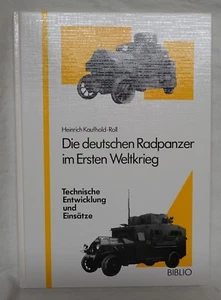 Heinrich Kaufhold-Roll
Die deutschen Radpanzer
im Ersten Weltkrieg
Technische
Entwicklung
und
Einsätze
BIBLIO